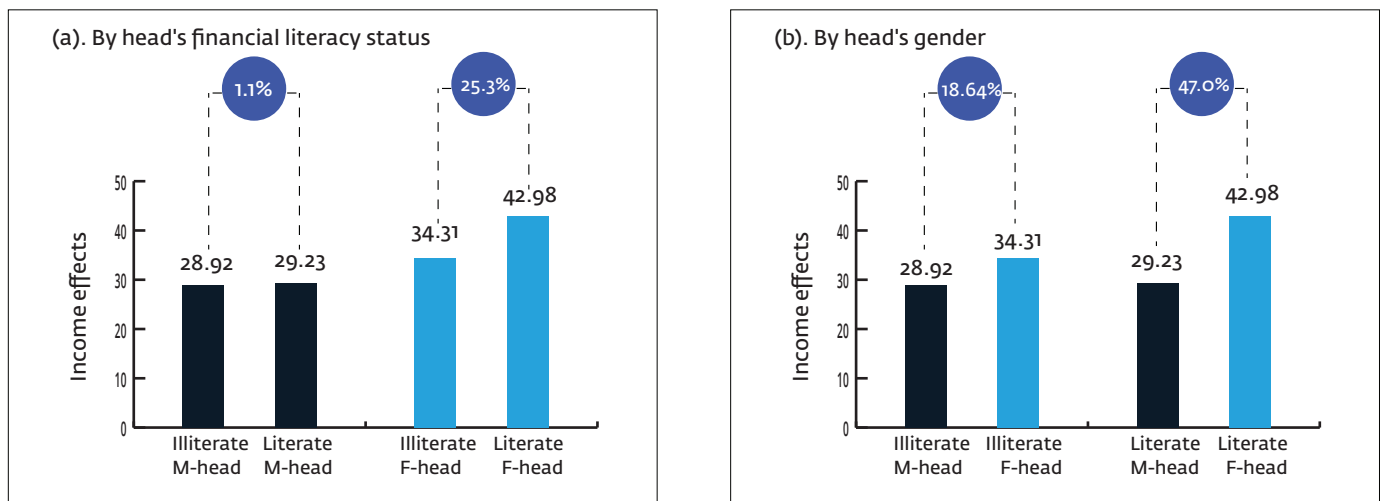 (a). By head's financial literacy status
1.1%
25.3%
50
40
30
20
10
0
Income effects
28.92
29.23
34.31
42.98
Illiterate
M-head
Literate
M-head
Illiterate
F-head
Literate
F-head
(b). By head's gender
18.64%
47.0%
50
40
30
20
10
0
Income effects
28.92
34.31
29.23
42.98
Illiterate
M-head
Illiterate
F-head
Literate
M-head
Literate
F-head